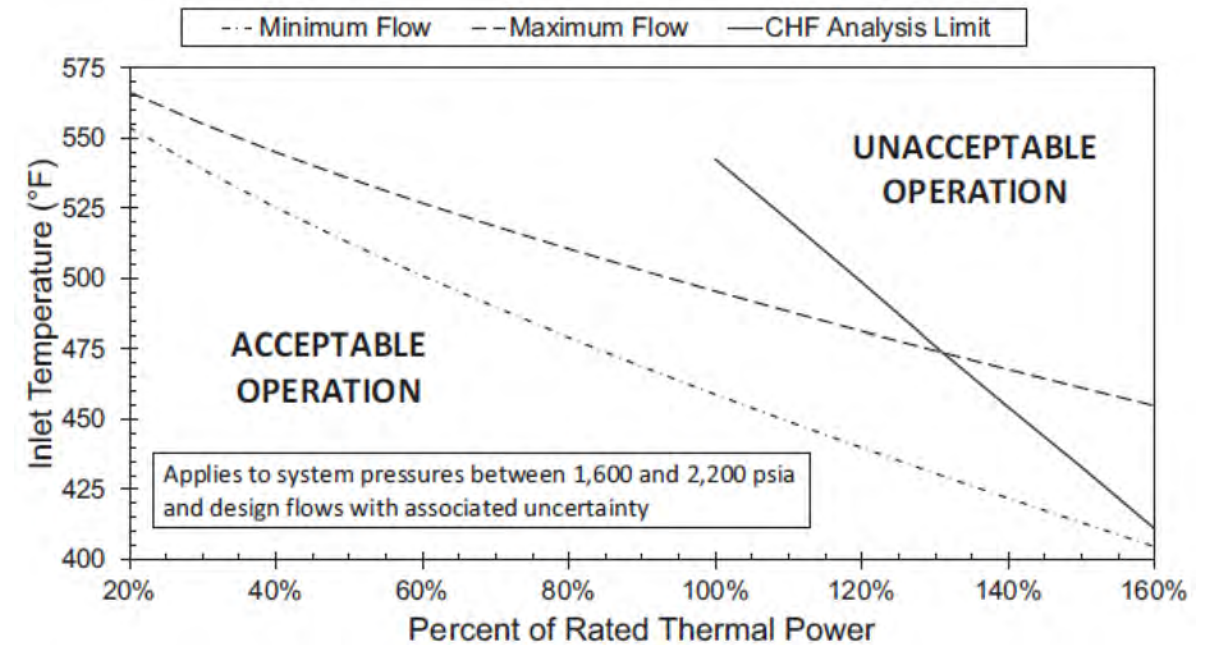 Minimum Flow Maximum Flow CHF Analysis Limit
575
550
525
500
475
450
425
400
Inlet Temperature (°F)
UNACCEPTABLE
OPERATION
ACCEPTABLE
OPERATION
Applies to system pressures between 1,600 and 2,200 psia
and design flows with associated uncertainty
20% 40% 60% 80% 100% 120% 140% 160%
Percent of Rated Thermal Power